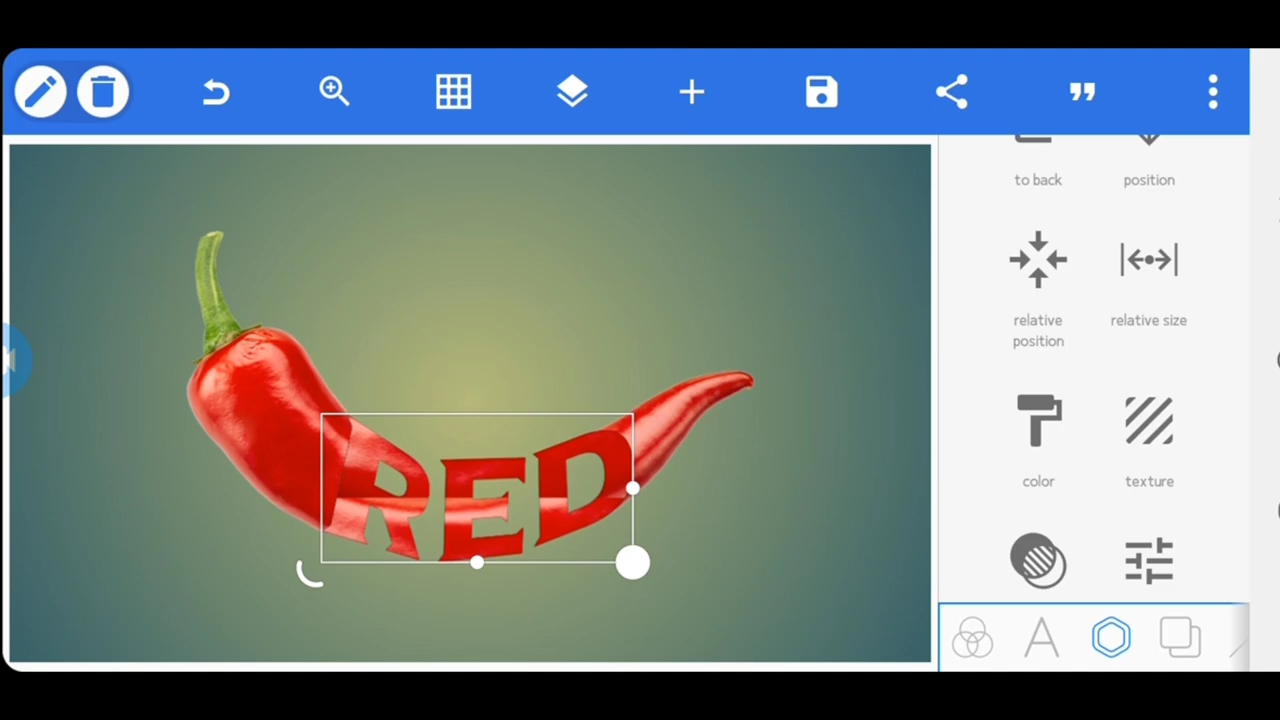 to back
position
relative
position
relative size
color
texture
RED